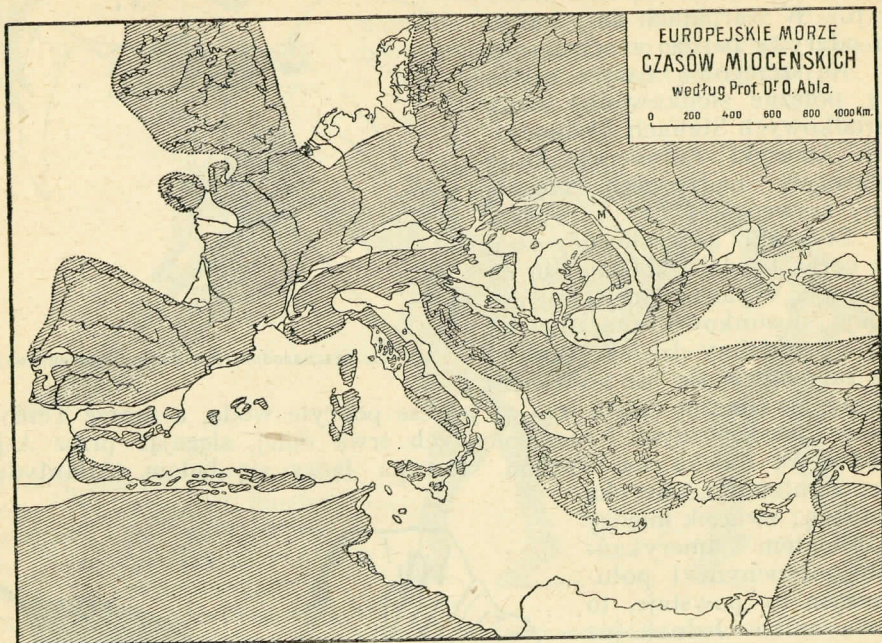 EUROPEJSKIE MORZE
CZASÓW MIOCEŃSKICH
według Prof. Dr O. Abla.
0 200 400 600 800 1000 Km.
M